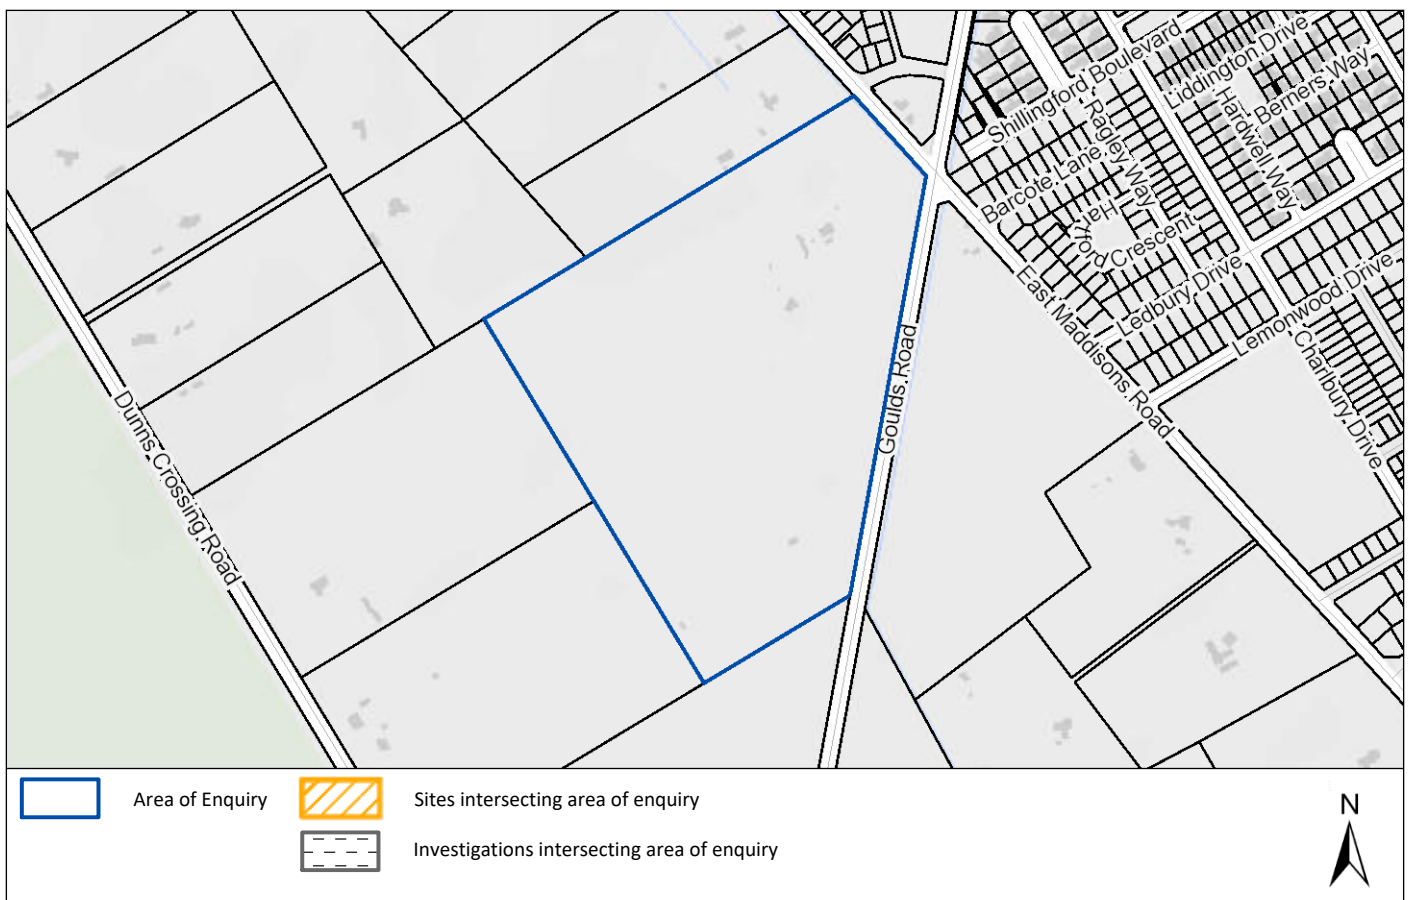 Shillingford Boulevard
Liddington Drive
Berners Way
Hardwell Way
Ragley Way
Barcote Lane
Hatford Crescent
Ledbury Drive
Lemonwood Drive
East Maddisons Road
Charlbury Drive
Goulds Road
Dunns Crossing Road
Area of Enquiry
Sites intersecting area of enquiry
N
Investigations intersecting area of enquiry